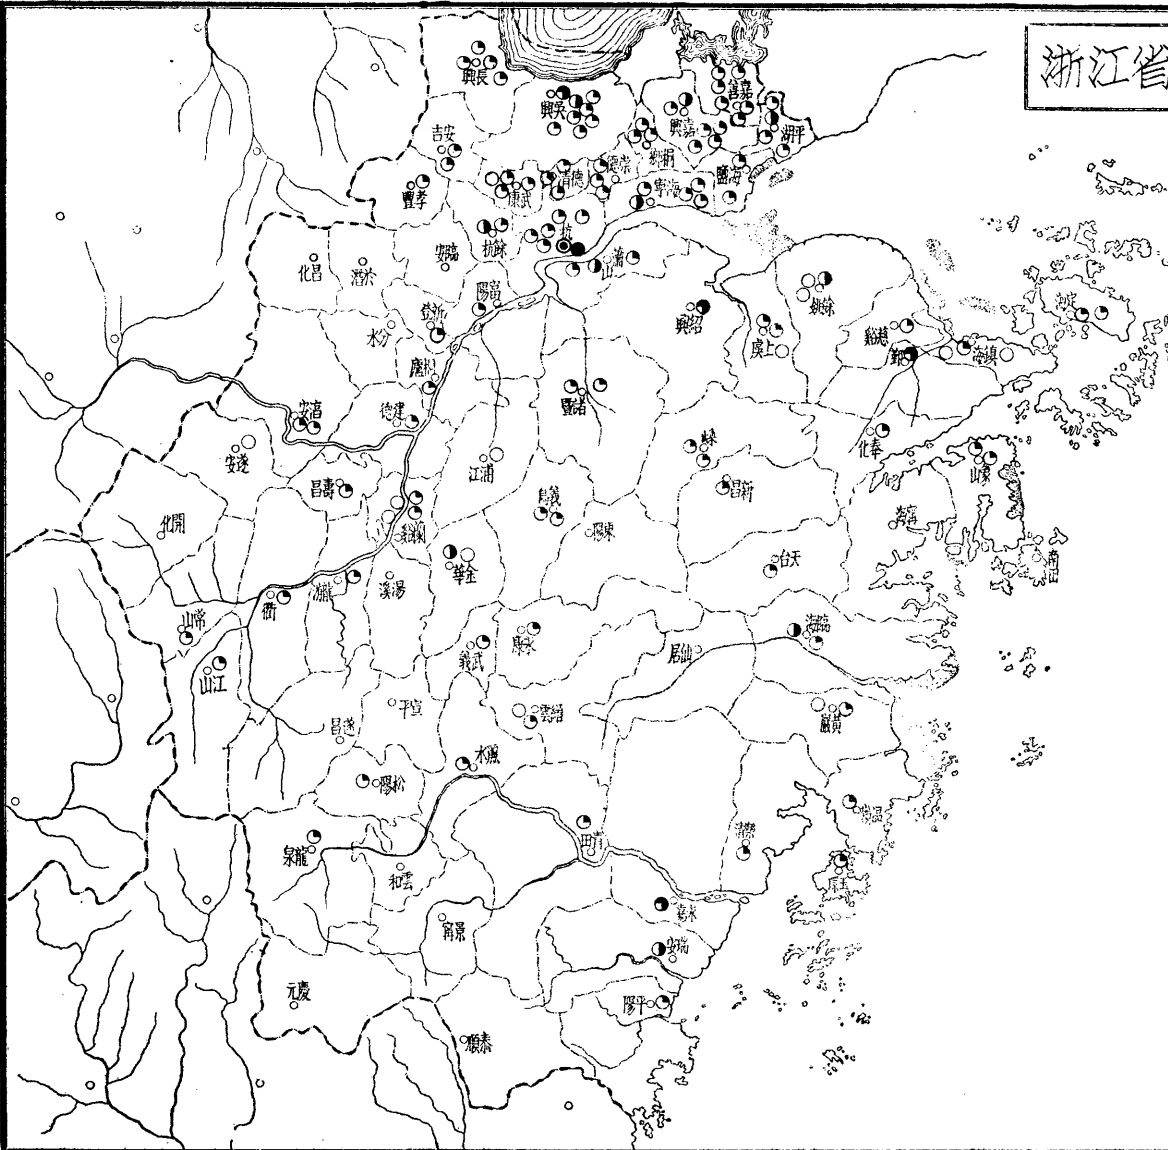 浙江省
長興
吳興
嘉善
嘉興
平湖
安吉
桐鄉
崇德
德清
武康
海鹽
海寧
孝豐
杭
餘杭
臨安
蕭山
昌化
於潛
富陽
新登
分水
紹興
上虞
餘姚
慈谿
鄞
鎮海
定海
桐廬
諸曁
建德
淳安
遂安
浦江
嵊
奉化
象山
新昌
壽昌
開化
義烏
東陽
蘭谿
寧海
南田
天台
金華
湯溪
龍游
衢
常山
江山
武義
永康
仙居
臨海
宣平
遂昌
縉雲
黃巖
麗水
松陽
溫嶺
龍泉
青田
樂清
玉環
雲和
永嘉
景甯
瑞安
慶元
平陽
泰順